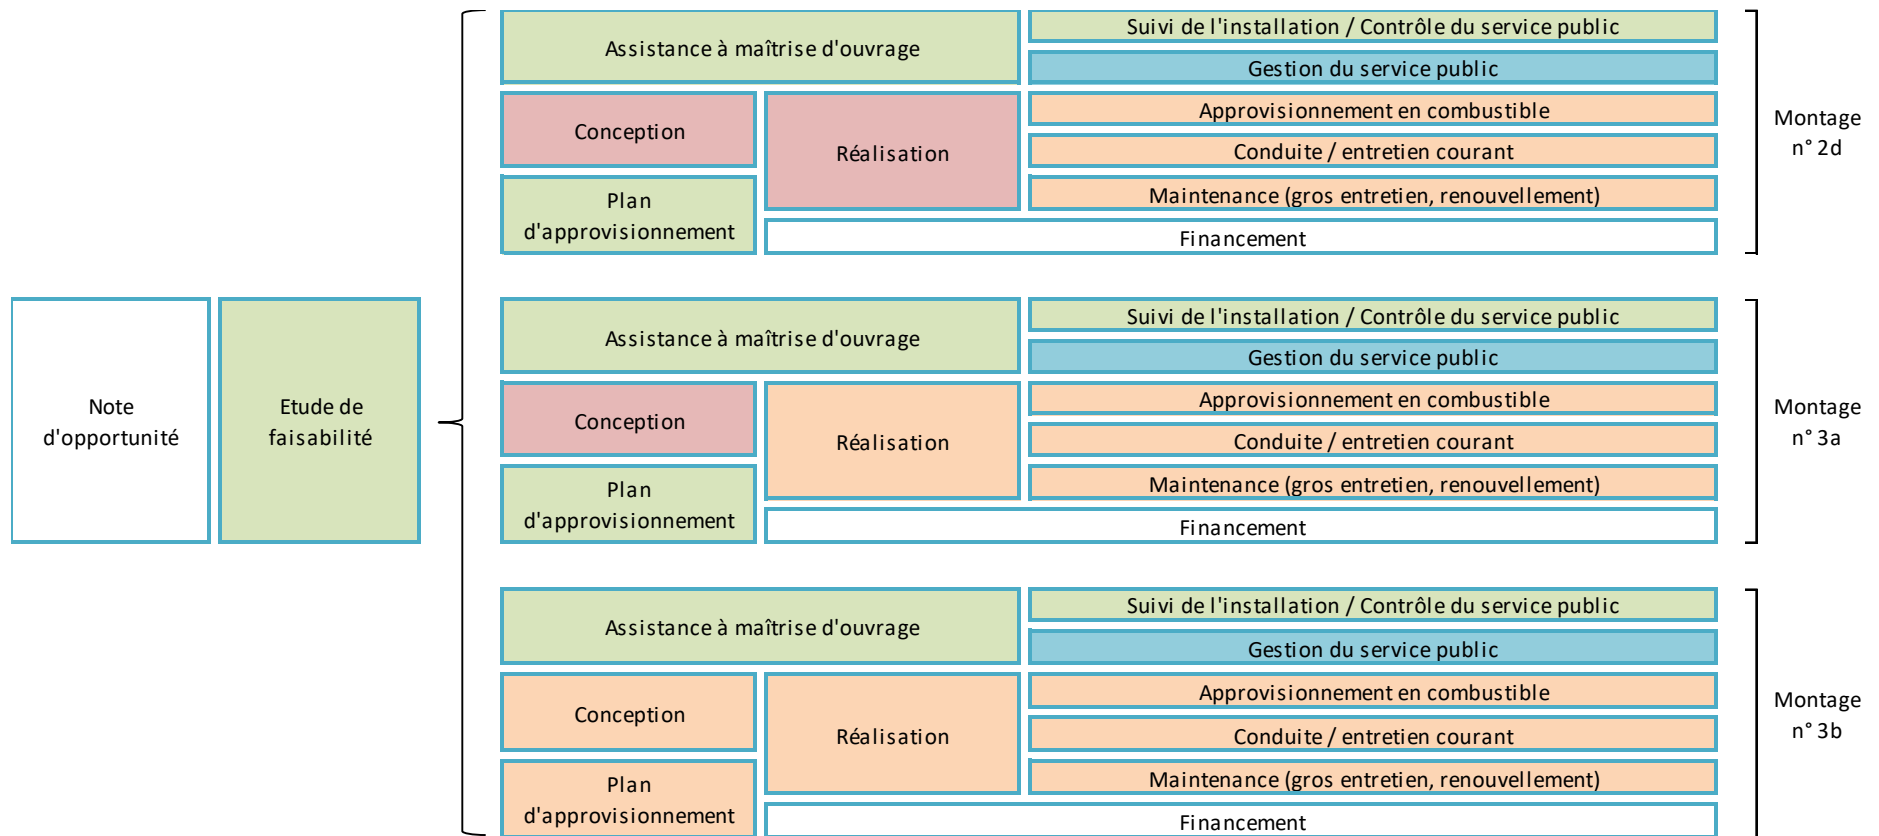 Note
d'opportunité
Etude de
faisabilité
Assistance à maîtrise d'ouvrage
Suivi de l'installation / Contrôle du service public
Gestion du service public
Conception
Réalisation
Approvisionnement en combustible
Conduite / entretien courant
Plan
d'approvisionnement
Maintenance (gros entretien, renouvellement)
Financement
Montage
n° 2d
Assistance à maîtrise d'ouvrage
Suivi de l'installation / Contrôle du service public
Gestion du service public
Conception
Réalisation
Approvisionnement en combustible
Conduite / entretien courant
Plan
d'approvisionnement
Maintenance (gros entretien, renouvellement)
Financement
Montage
n° 3a
Assistance à maîtrise d'ouvrage
Suivi de l'installation / Contrôle du service public
Gestion du service public
Conception
Réalisation
Approvisionnement en combustible
Conduite / entretien courant
Plan
d'approvisionnement
Maintenance (gros entretien, renouvellement)
Financement
Montage
n° 3b